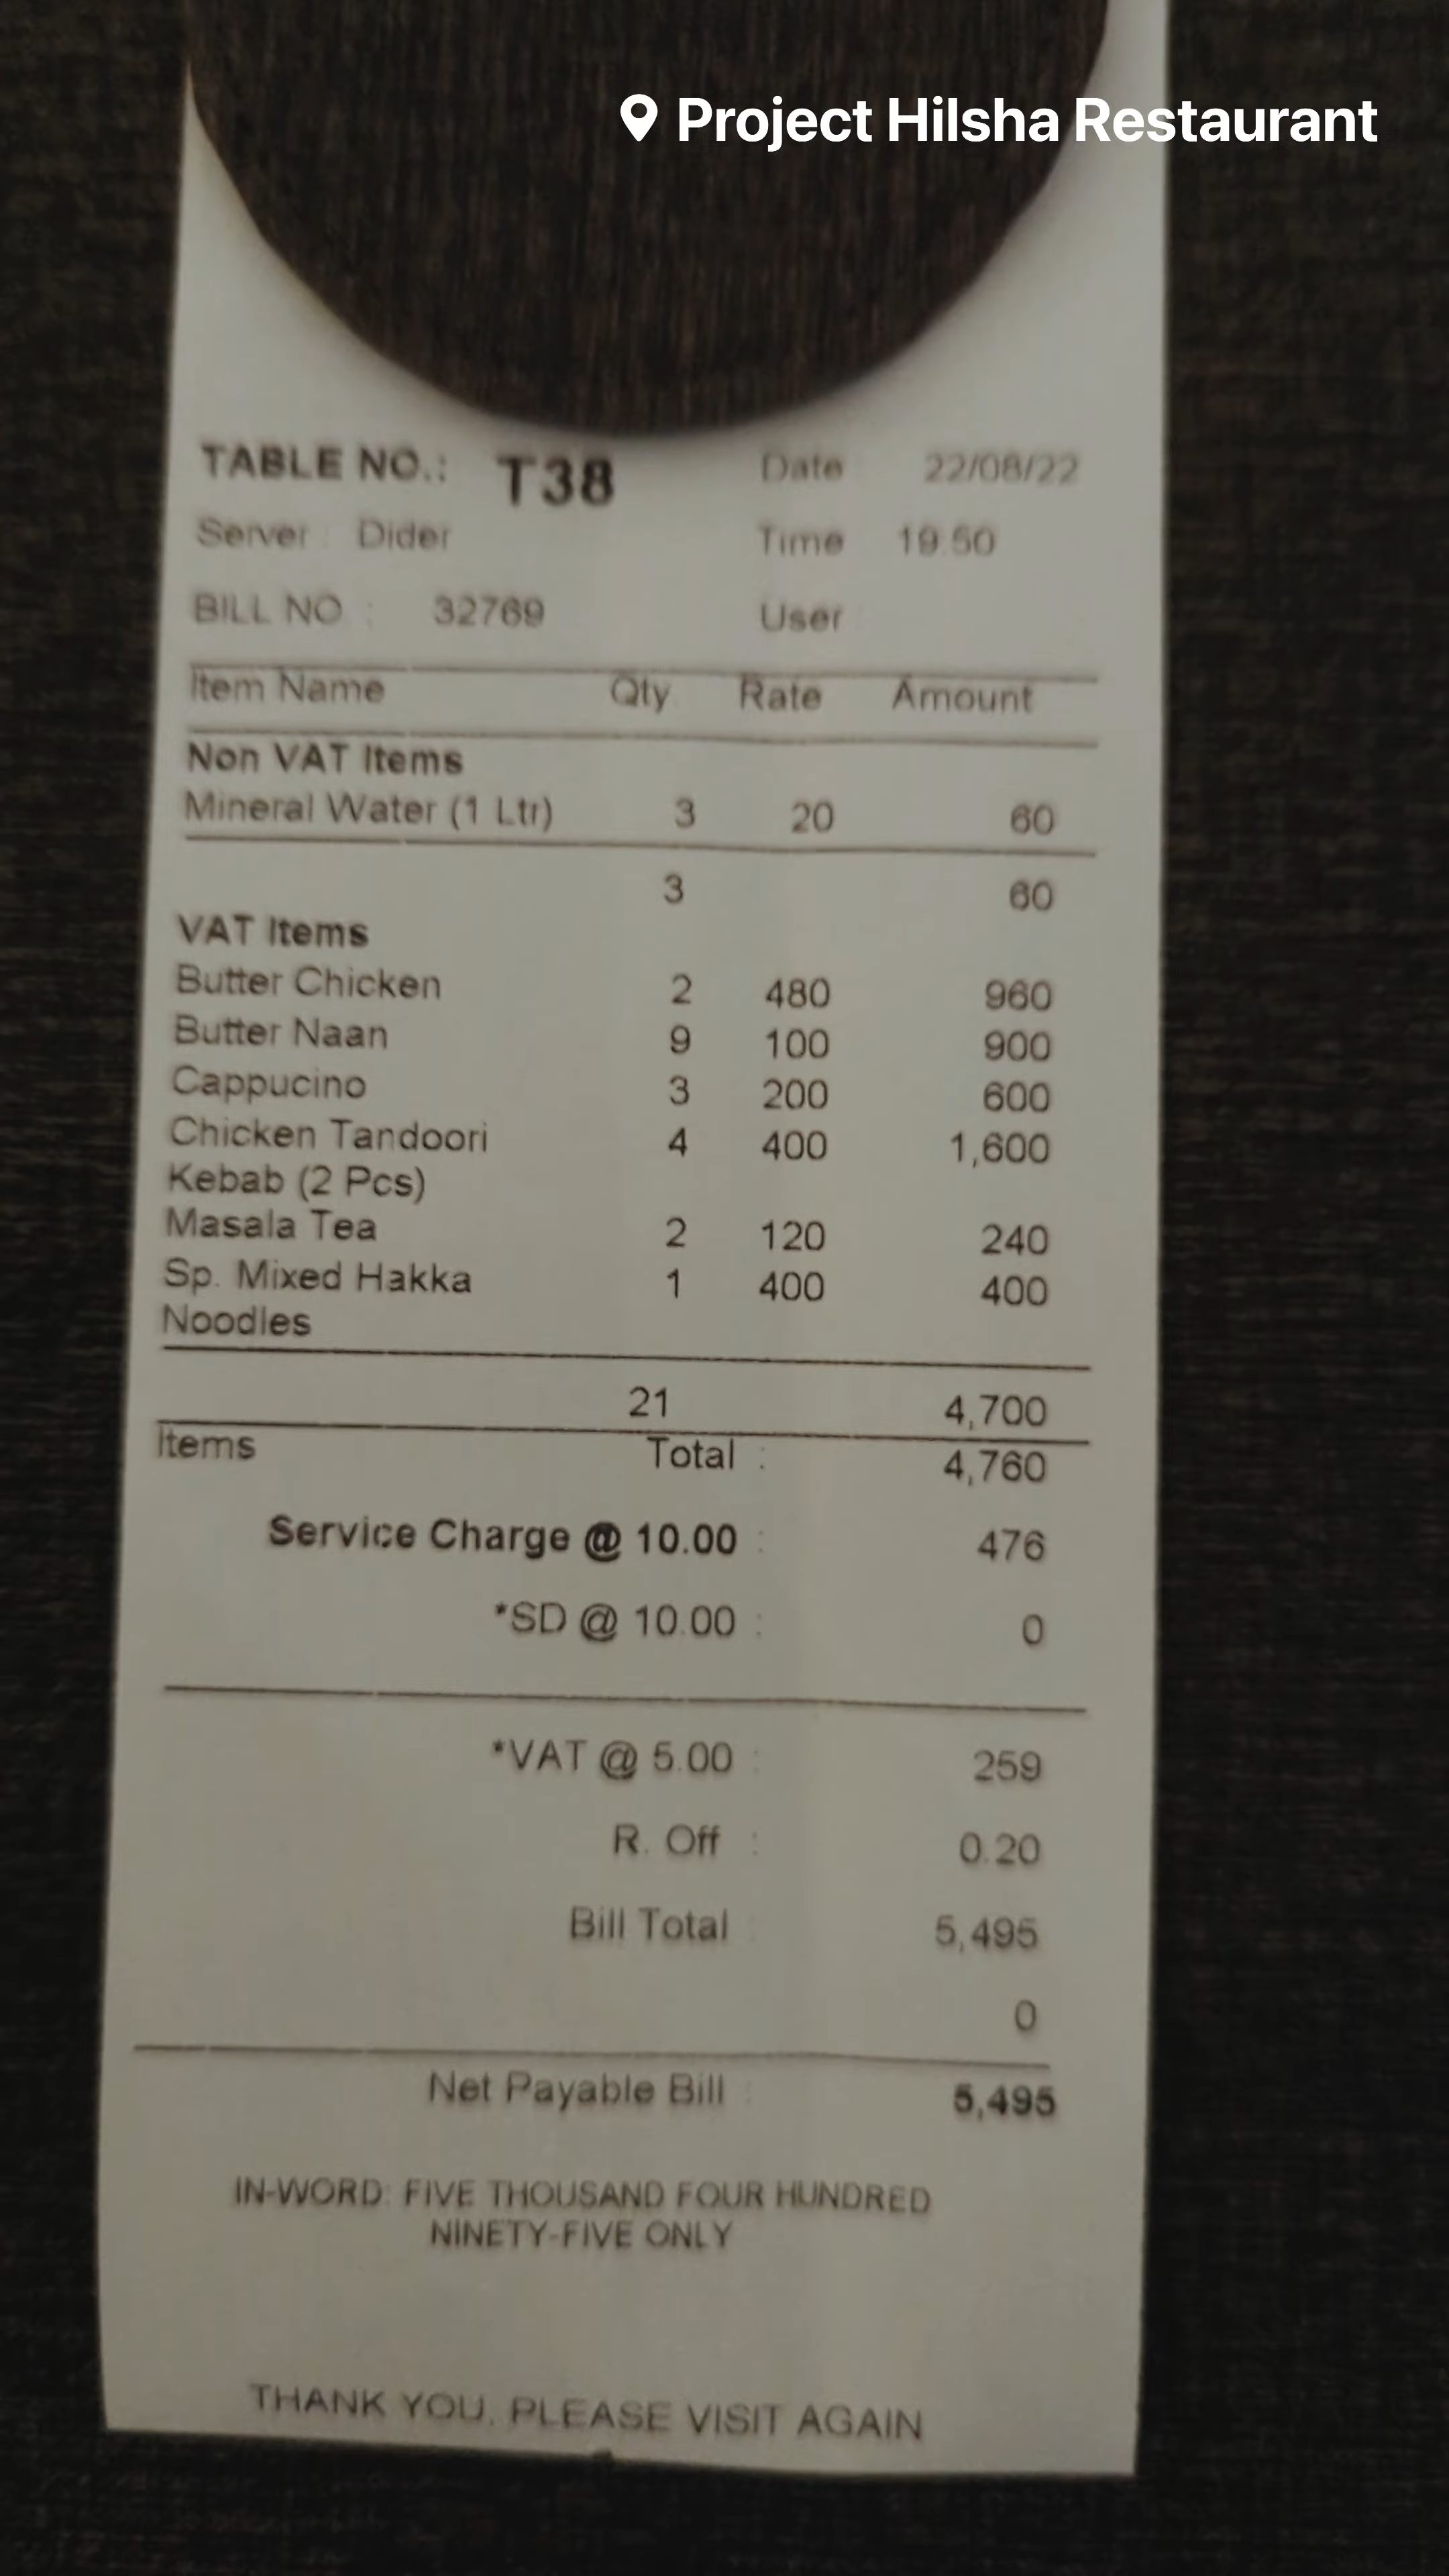 Project Hilsha Restaurant
TABLE NO.: T38 Date 22/08/22
Server : Dider Time 19:50
BILL NO : 32769 User
Item Name Qty Rate Amount
Non VAT Items
Mineral Water (1 Ltr) 3 20 60
3 60
VAT Items
Butter Chicken 2 480 960
Butter Naan 9 100 900
Cappucino 3 200 600
Chicken Tandoori 4 400 1,600
Kebab (2 Pcs)
Masala Tea 2 120 240
Sp. Mixed Hakka 1 400 400
Noodles
21 4,700
Items Total : 4,760
Service Charge @ 10.00 : 476
*SD @ 10.00 : 0
*VAT @ 5.00 : 259
R. Off : 0.20
Bill Total : 5,495
0
Net Payable Bill : 5,495
IN-WORD: FIVE THOUSAND FOUR HUNDRED
NINETY-FIVE ONLY
THANK YOU, PLEASE VISIT AGAIN